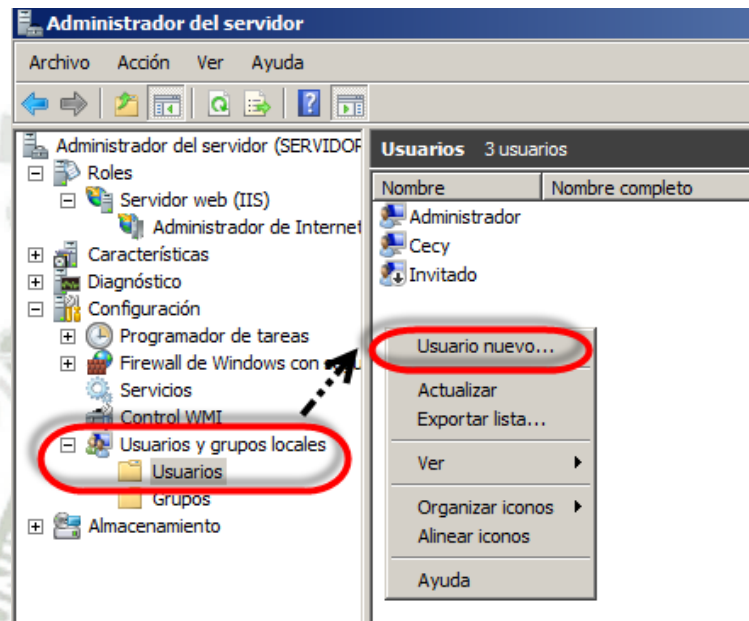 Administrador del servidor
Archivo Acción Ver Ayuda
Administrador del servidor (SERVIDOR
Roles
Servidor web (IIS)
Administrador de Internet
Características
Diagnóstico
Configuración
Programador de tareas
Firewall de Windows con
Servicios
Control WMI
Usuarios y grupos locales
Usuarios
Grupos
Almacenamiento
Usuarios 3 usuarios
Nombre Nombre completo
Administrador
Cecy
Invitado
Usuario nuevo...
Actualizar
Exportar lista...
Ver
Organizar iconos
Alinear iconos
Ayuda